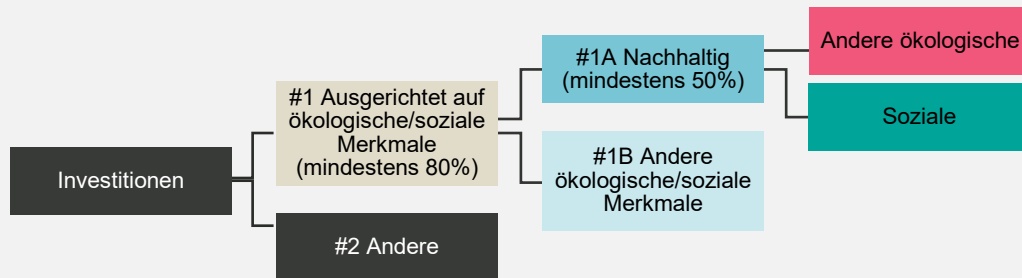 Investitionen
#1 Ausgerichtet auf
ökologische/soziale
Merkmale
(mindestens 80%)
#2 Andere
#1A Nachhaltig
(mindestens 50%)
#1B Andere
ökologische/soziale
Merkmale
Andere ökologische
Soziale